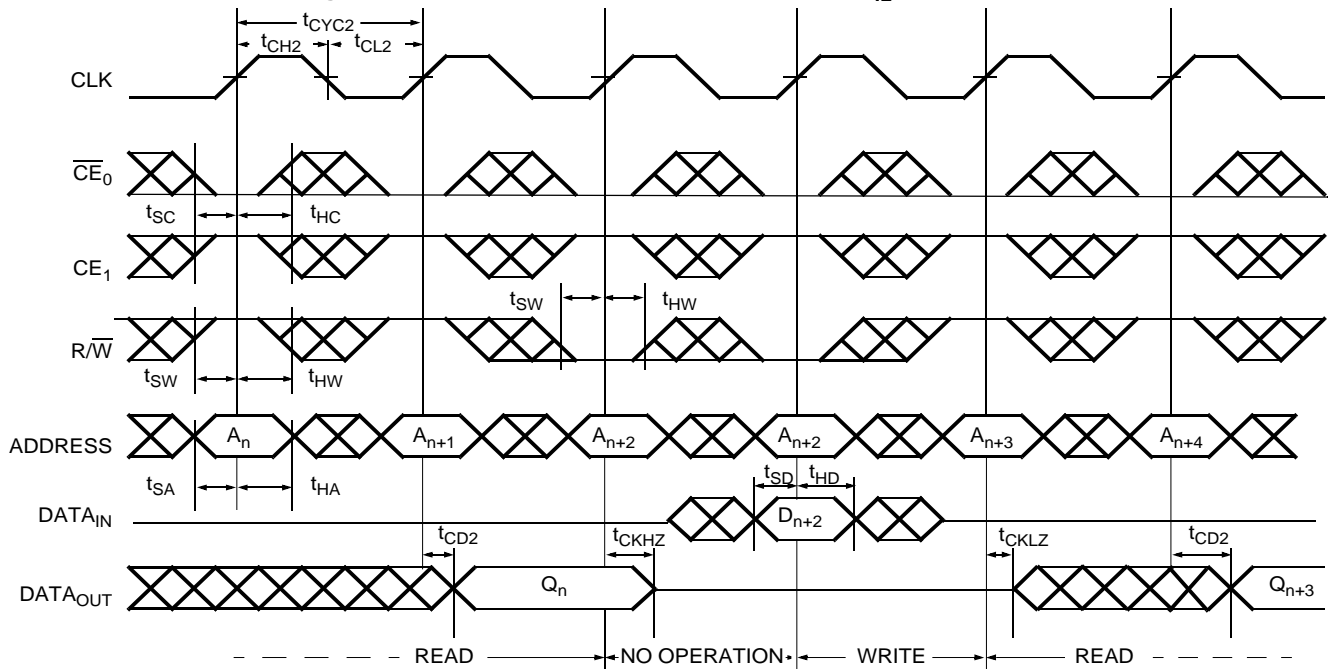 tCYC2
tCH2 tCL2
CLK
CE0
tSC tHC
CE1
tSW tHW
R/W
tSW tHW
ADDRESS An An+1 An+2 An+2 An+3 An+4
tSA tHA tSD tHD
DATAIN Dn+2
tCD2 tCKHZ tCKLZ tCD2
DATAOUT Qn Qn+3
READ NO OPERATION WRITE READ